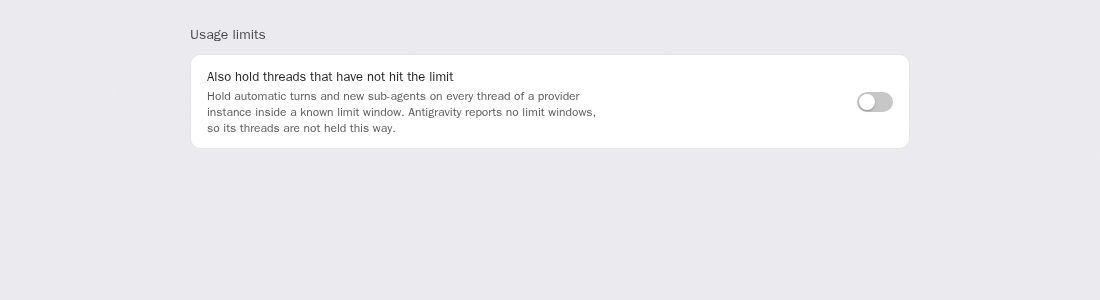 Usage limits
Also hold threads that have not hit the limit
Hold automatic turns and new sub-agents on every thread of a provider
instance inside a known limit window. Antigravity reports no limit windows,
so its threads are not held this way.